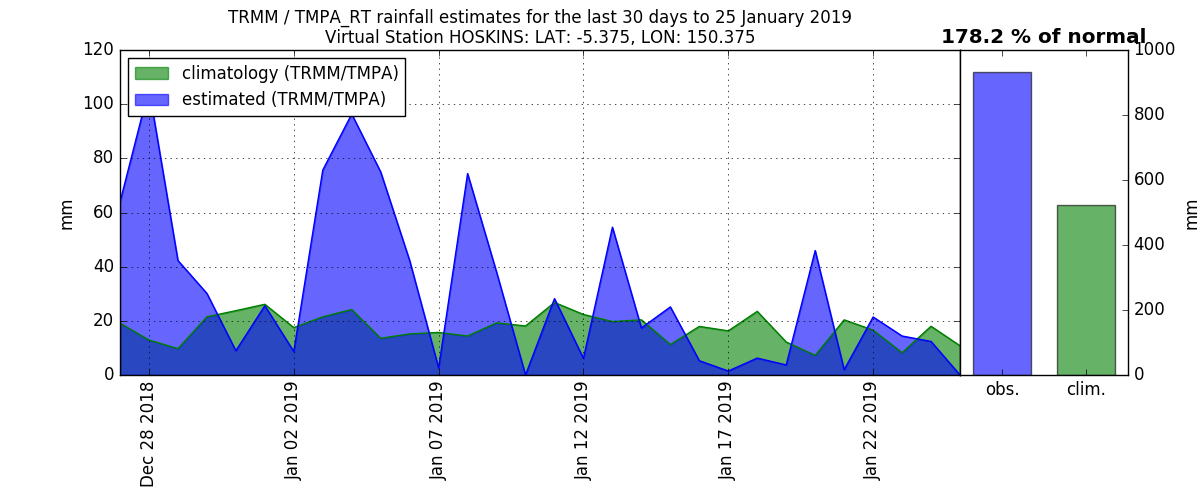 TRMM / TMPA_RT rainfall estimates for the last 30 days to 25 January 2019
Virtual Station HOSKINS: LAT: -5.375, LON: 150.375
178.2 % of normal
climatology (TRMM/TMPA)
estimated (TRMM/TMPA)
120
100
80
60
40
20
0
mm
Dec 28 2018
Jan 02 2019
Jan 07 2019
Jan 12 2019
Jan 17 2019
Jan 22 2019
1000
800
600
400
200
0
mm
obs.
clim.